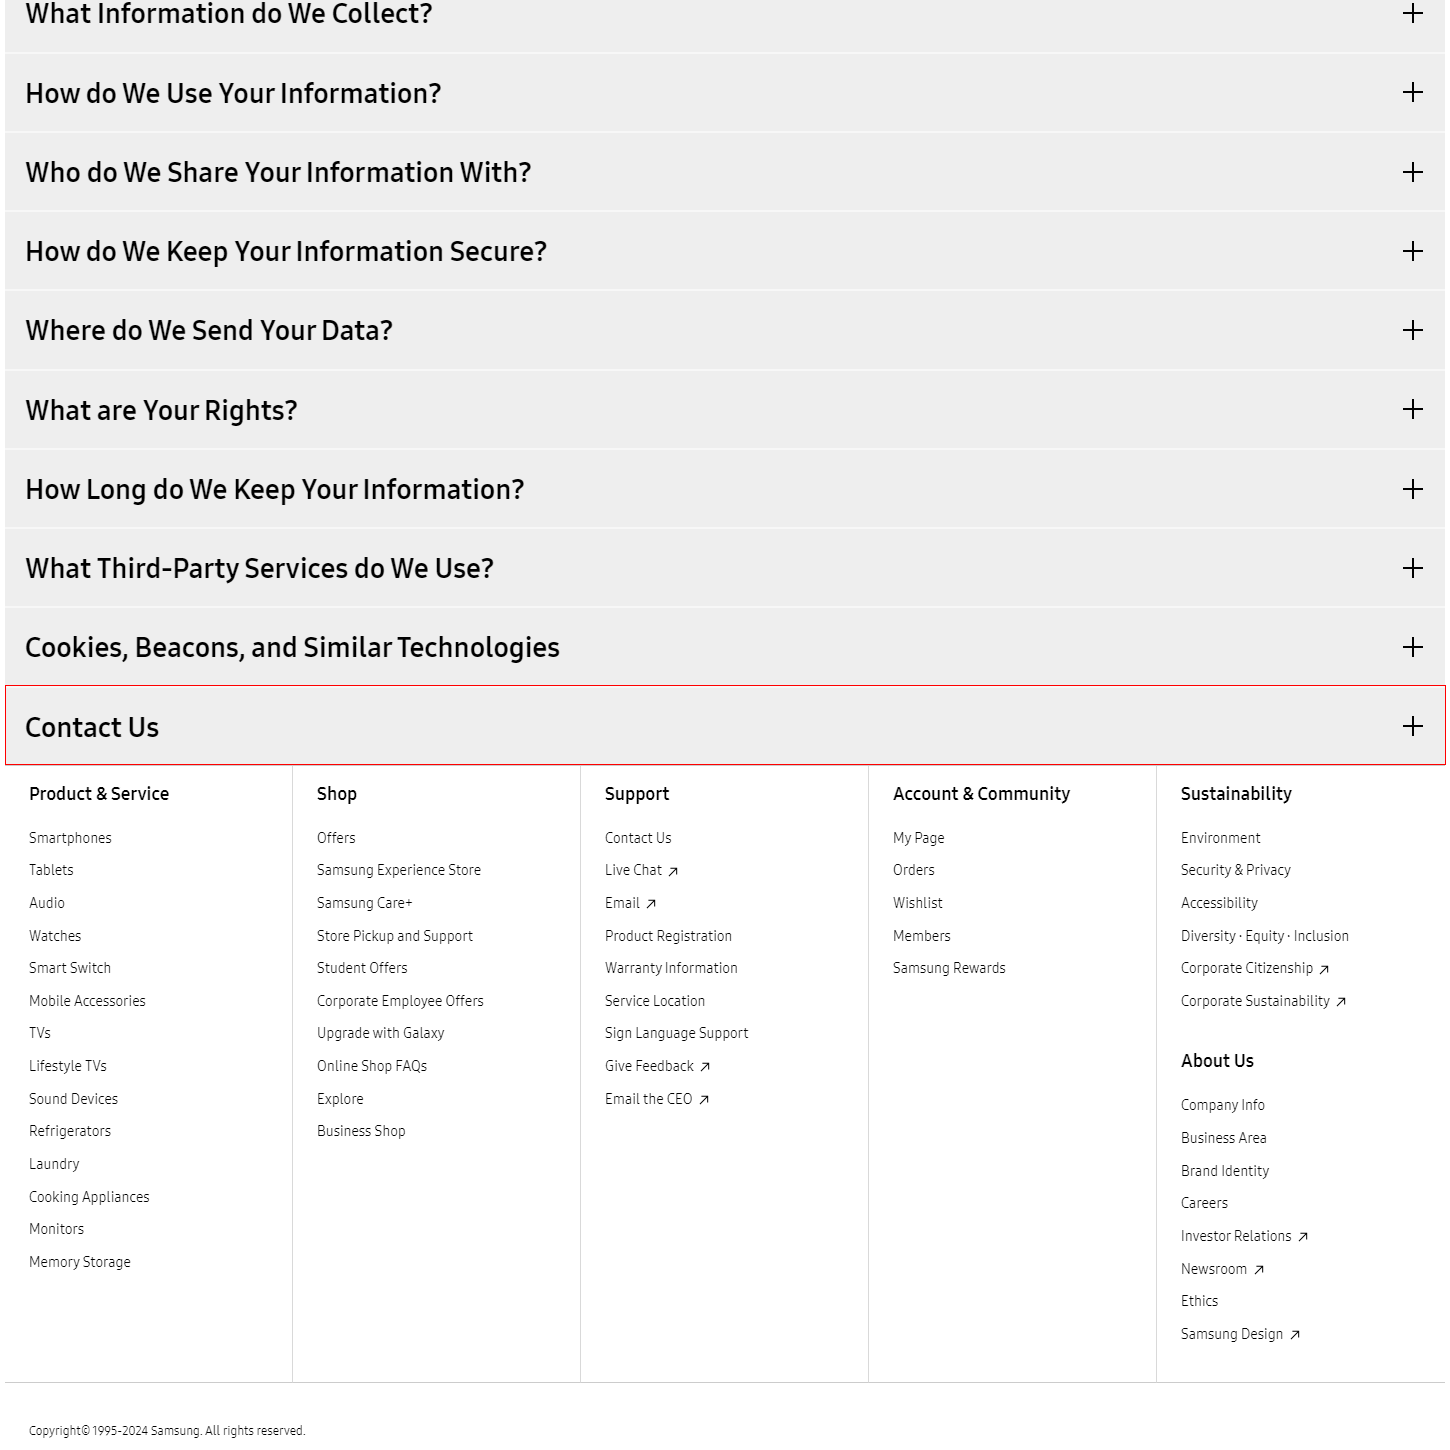 What Information do We Collect?
How do We Use Your Information?
Who do We Share Your Information With?
How do We Keep Your Information Secure?
Where do We Send Your Data?
What are Your Rights?
How Long do We Keep Your Information?
What Third-Party Services do We Use?
Cookies, Beacons, and Similar Technologies
Contact Us
Product & Service
Smartphones
Tablets
Audio
Watches
Smart Switch
Mobile Accessories
TVs
Lifestyle TVs
Sound Devices
Refrigerators
Laundry
Cooking Appliances
Monitors
Memory Storage
Shop
Offers
Samsung Experience Store
Samsung Care+
Store Pickup and Support
Student Offers
Corporate Employee Offers
Upgrade with Galaxy
Online Shop FAQs
Explore
Business Shop
Support
Contact Us
Live Chat
Email
Product Registration
Warranty Information
Service Location
Sign Language Support
Give Feedback
Email the CEO
Account & Community
My Page
Orders
Wishlist
Members
Samsung Rewards
Sustainability
Environment
Security & Privacy
Accessibility
Diversity · Equity · Inclusion
Corporate Citizenship
Corporate Sustainability
About Us
Company Info
Business Area
Brand Identity
Careers
Investor Relations
Newsroom
Ethics
Samsung Design
Copyright© 1995-2024 Samsung. All rights reserved.